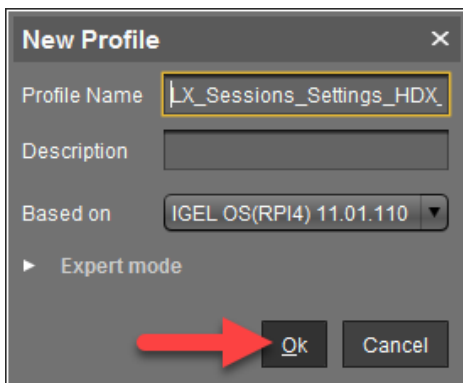 New Profile ×
Profile Name LX_Sessions_Settings_HDX_
Description
Based on IGEL OS(RPI4) 11.01.110
Expert mode
Ok Cancel